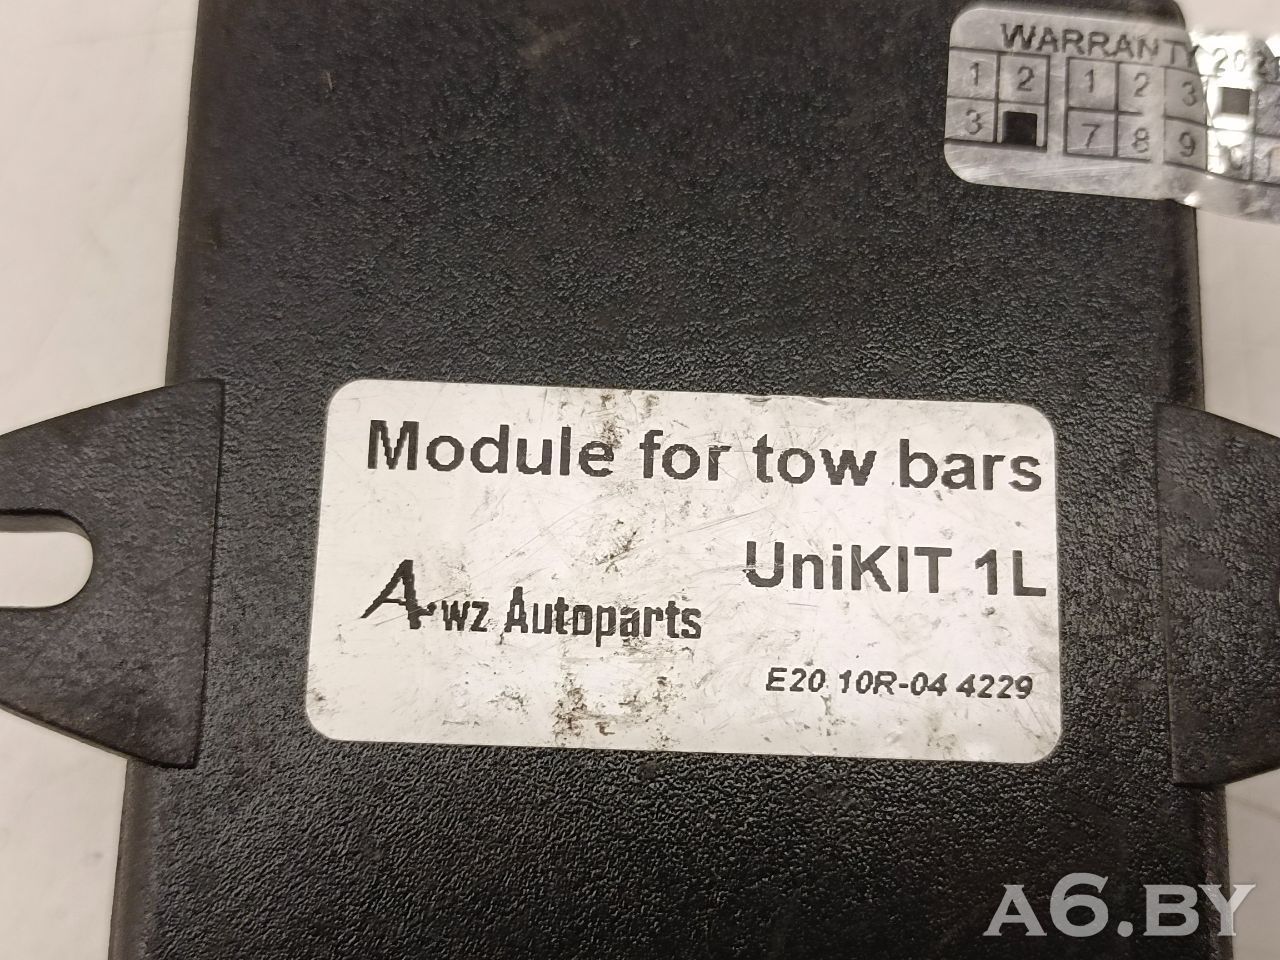 WARRANTY 202
1 2 1 2 3
3 7 8 9
Module for tow bars
UniKIT 1L
Awz Autoparts
E20 10R-04 4229
A6.BY